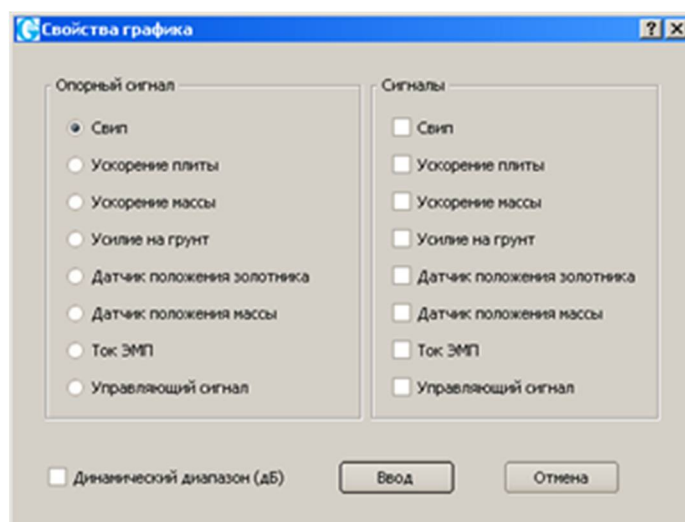 Свойства графика
Опорный сигнал
Свип
Ускорение плиты
Ускорение массы
Усилие на грунт
Датчик положения золотника
Датчик положения массы
Ток ЭМП
Управляющий сигнал
Сигналы
Свип
Ускорение плиты
Ускорение массы
Усилие на грунт
Датчик положения золотника
Датчик положения массы
Ток ЭМП
Управляющий сигнал
Динамический диапазон (дБ)
Ввод
Отмена